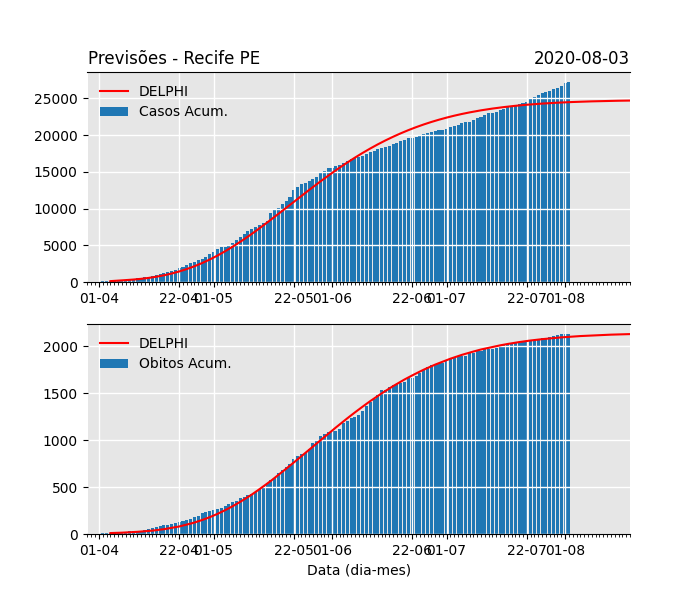 Previsões - Recife PE 2020-08-03
DELPHI
Casos Acum.
25000
20000
15000
10000
5000
0
01-04 22-04 01-05 22-05 01-06 22-06 01-07 22-07 01-08
DELPHI
Obitos Acum.
2000
1500
1000
500
0
01-04 22-04 01-05 22-05 01-06 22-06 01-07 22-07 01-08
Data (dia-mes)